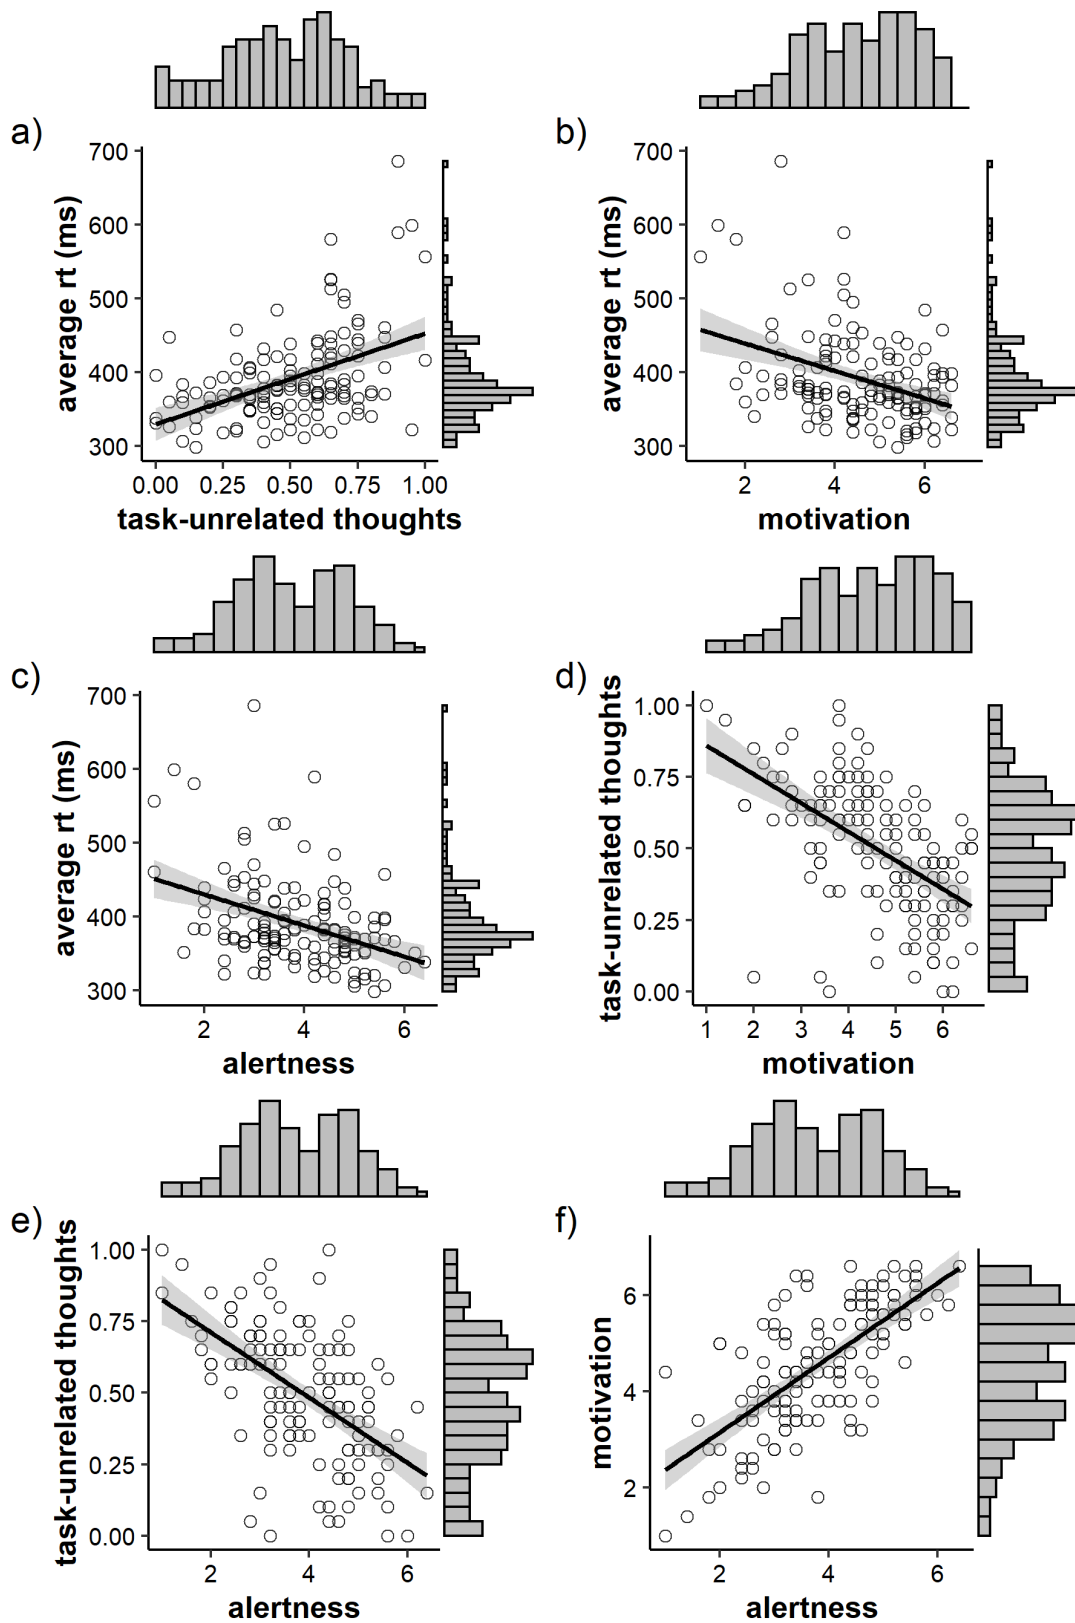 a)
700
600
500
400
300
average rt (ms)
0.00 0.25 0.50 0.75 1.00
task-unrelated thoughts
b)
700
600
500
400
300
average rt (ms)
2 4 6
motivation
c)
700
600
500
400
300
average rt (ms)
2 4 6
alertness
d)
1.00
0.75
0.50
0.25
0.00
task-unrelated thoughts
1 2 3 4 5 6
motivation
e)
1.00
0.75
0.50
0.25
0.00
task-unrelated thoughts
2 4 6
alertness
f)
6
4
2
motivation
2 4 6
alertness